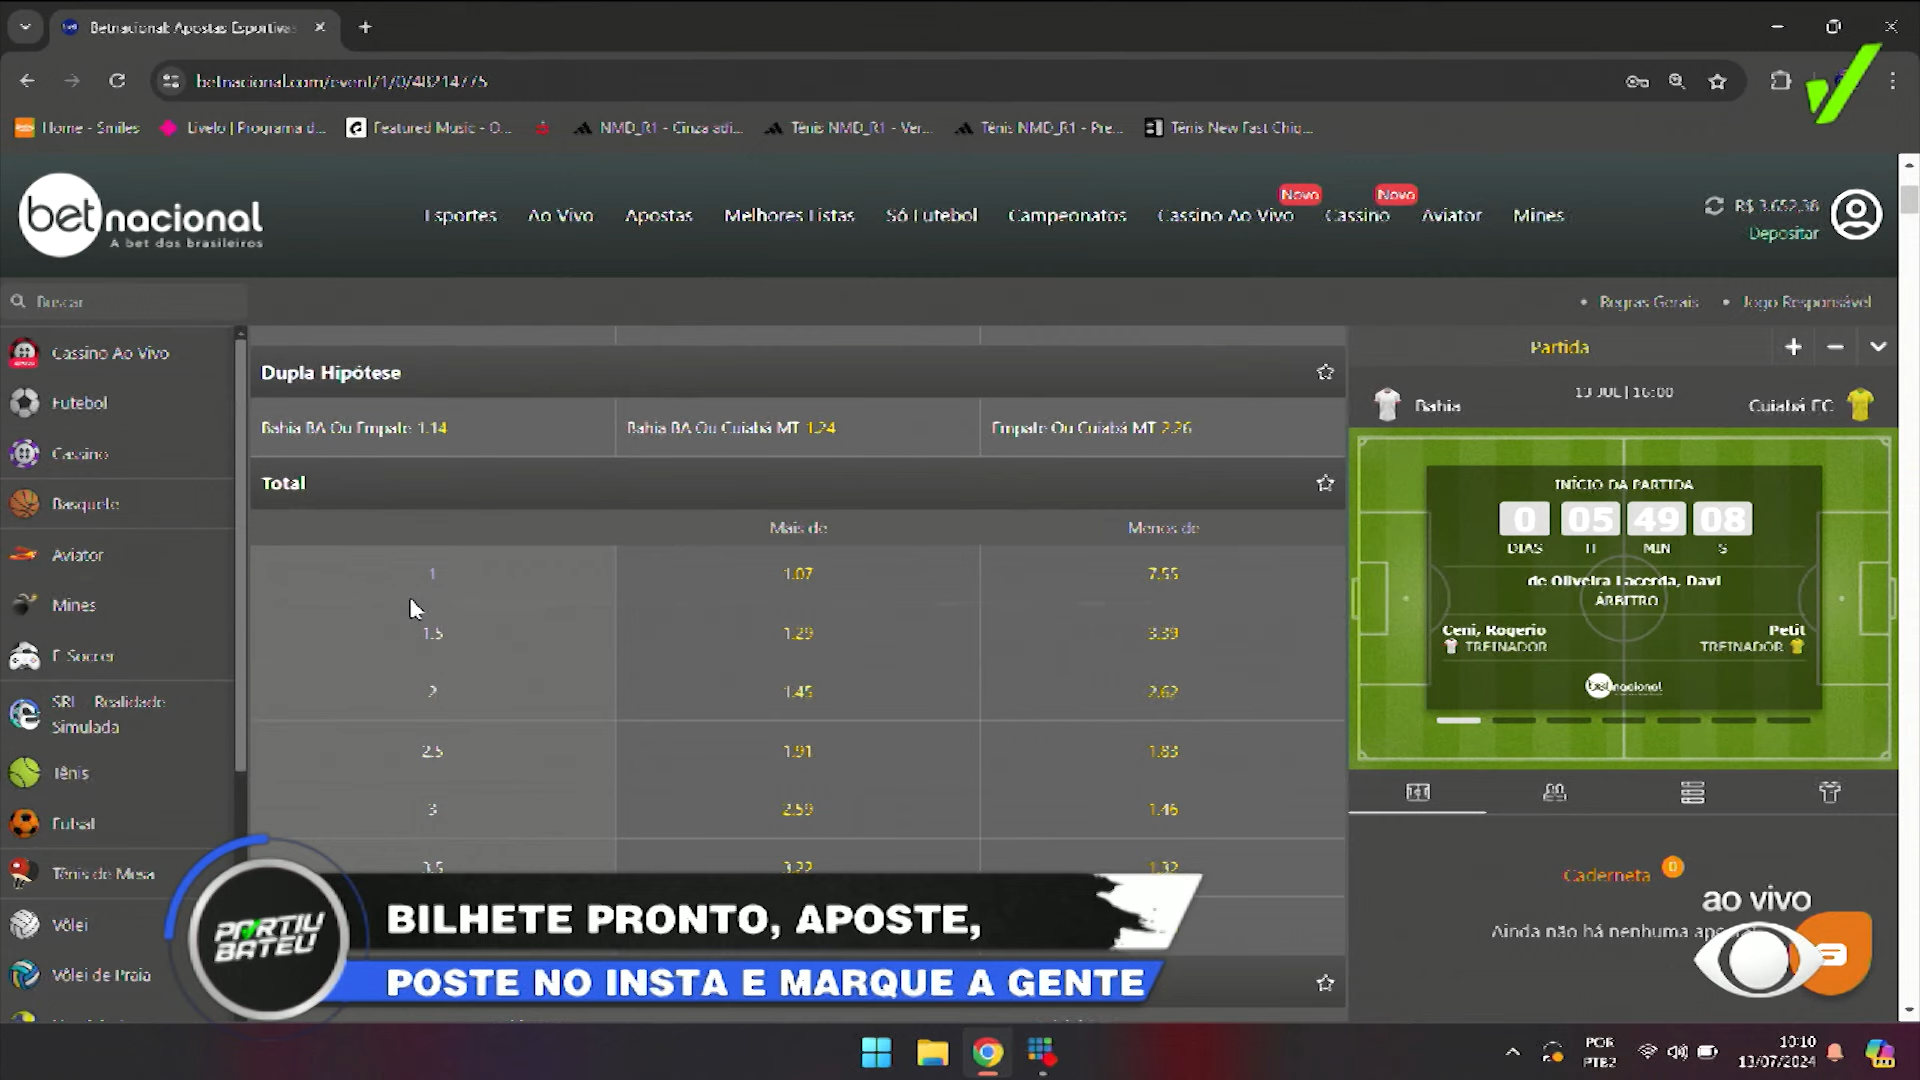 Betnacional: Apostas Esportivas
betnacional.com/event/1/0/48214775
Home - Smiles
Livelo | Programa d...
Featured Music - O...
NMD_R1 - Cinza adi...
Tênis NMD_R1 - Ver...
Tênis NMD_R1 - Pre...
Tênis New Fast Chiq...
betnacional
A bet dos brasileiros
Esportes
Ao Vivo
Apostas
Melhores Listas
Só Futebol
Campeonatos
Cassino Ao Vivo
Novo
Cassino
Novo
Aviator
Mines
R$ 3.652,38
Depositar
Buscar
• Regras Gerais
• Jogo Responsável
Cassino Ao Vivo
Futebol
Cassino
Basquete
Aviator
Mines
E-Soccer
SRL - Realidade
Simulada
Tênis
Futsal
Tênis de Mesa
Vôlei
Vôlei de Praia
Dupla Hipótese
Bahia BA Ou Empate 1.14
Bahia BA Ou Cuiabá MT 1.24
Empate Ou Cuiabá MT 2.26
Total
Mais de
Menos de
1 1.07 7.55
1.5 1.29 3.39
2 1.45 2.62
2.5 1.91 1.83
3 2.59 1.46
3.5 3.22 1.32
Partida
Bahia
13 JUL | 16:00
Cuiabá EC
INÍCIO DA PARTIDA
0 05 49 08
DIAS H MIN S
de Oliveira Lacerda, Davi
ÁRBITRO
Ceni, Rogerio
TREINADOR
Petit
TREINADOR
betnacional
Caderneta 0
Ainda não há nenhuma
ao vivo
PARTIU
BATEU
BILHETE PRONTO, APOSTE,
POSTE NO INSTA E MARQUE A GENTE
POR
PTB2
10:10
13/07/2024